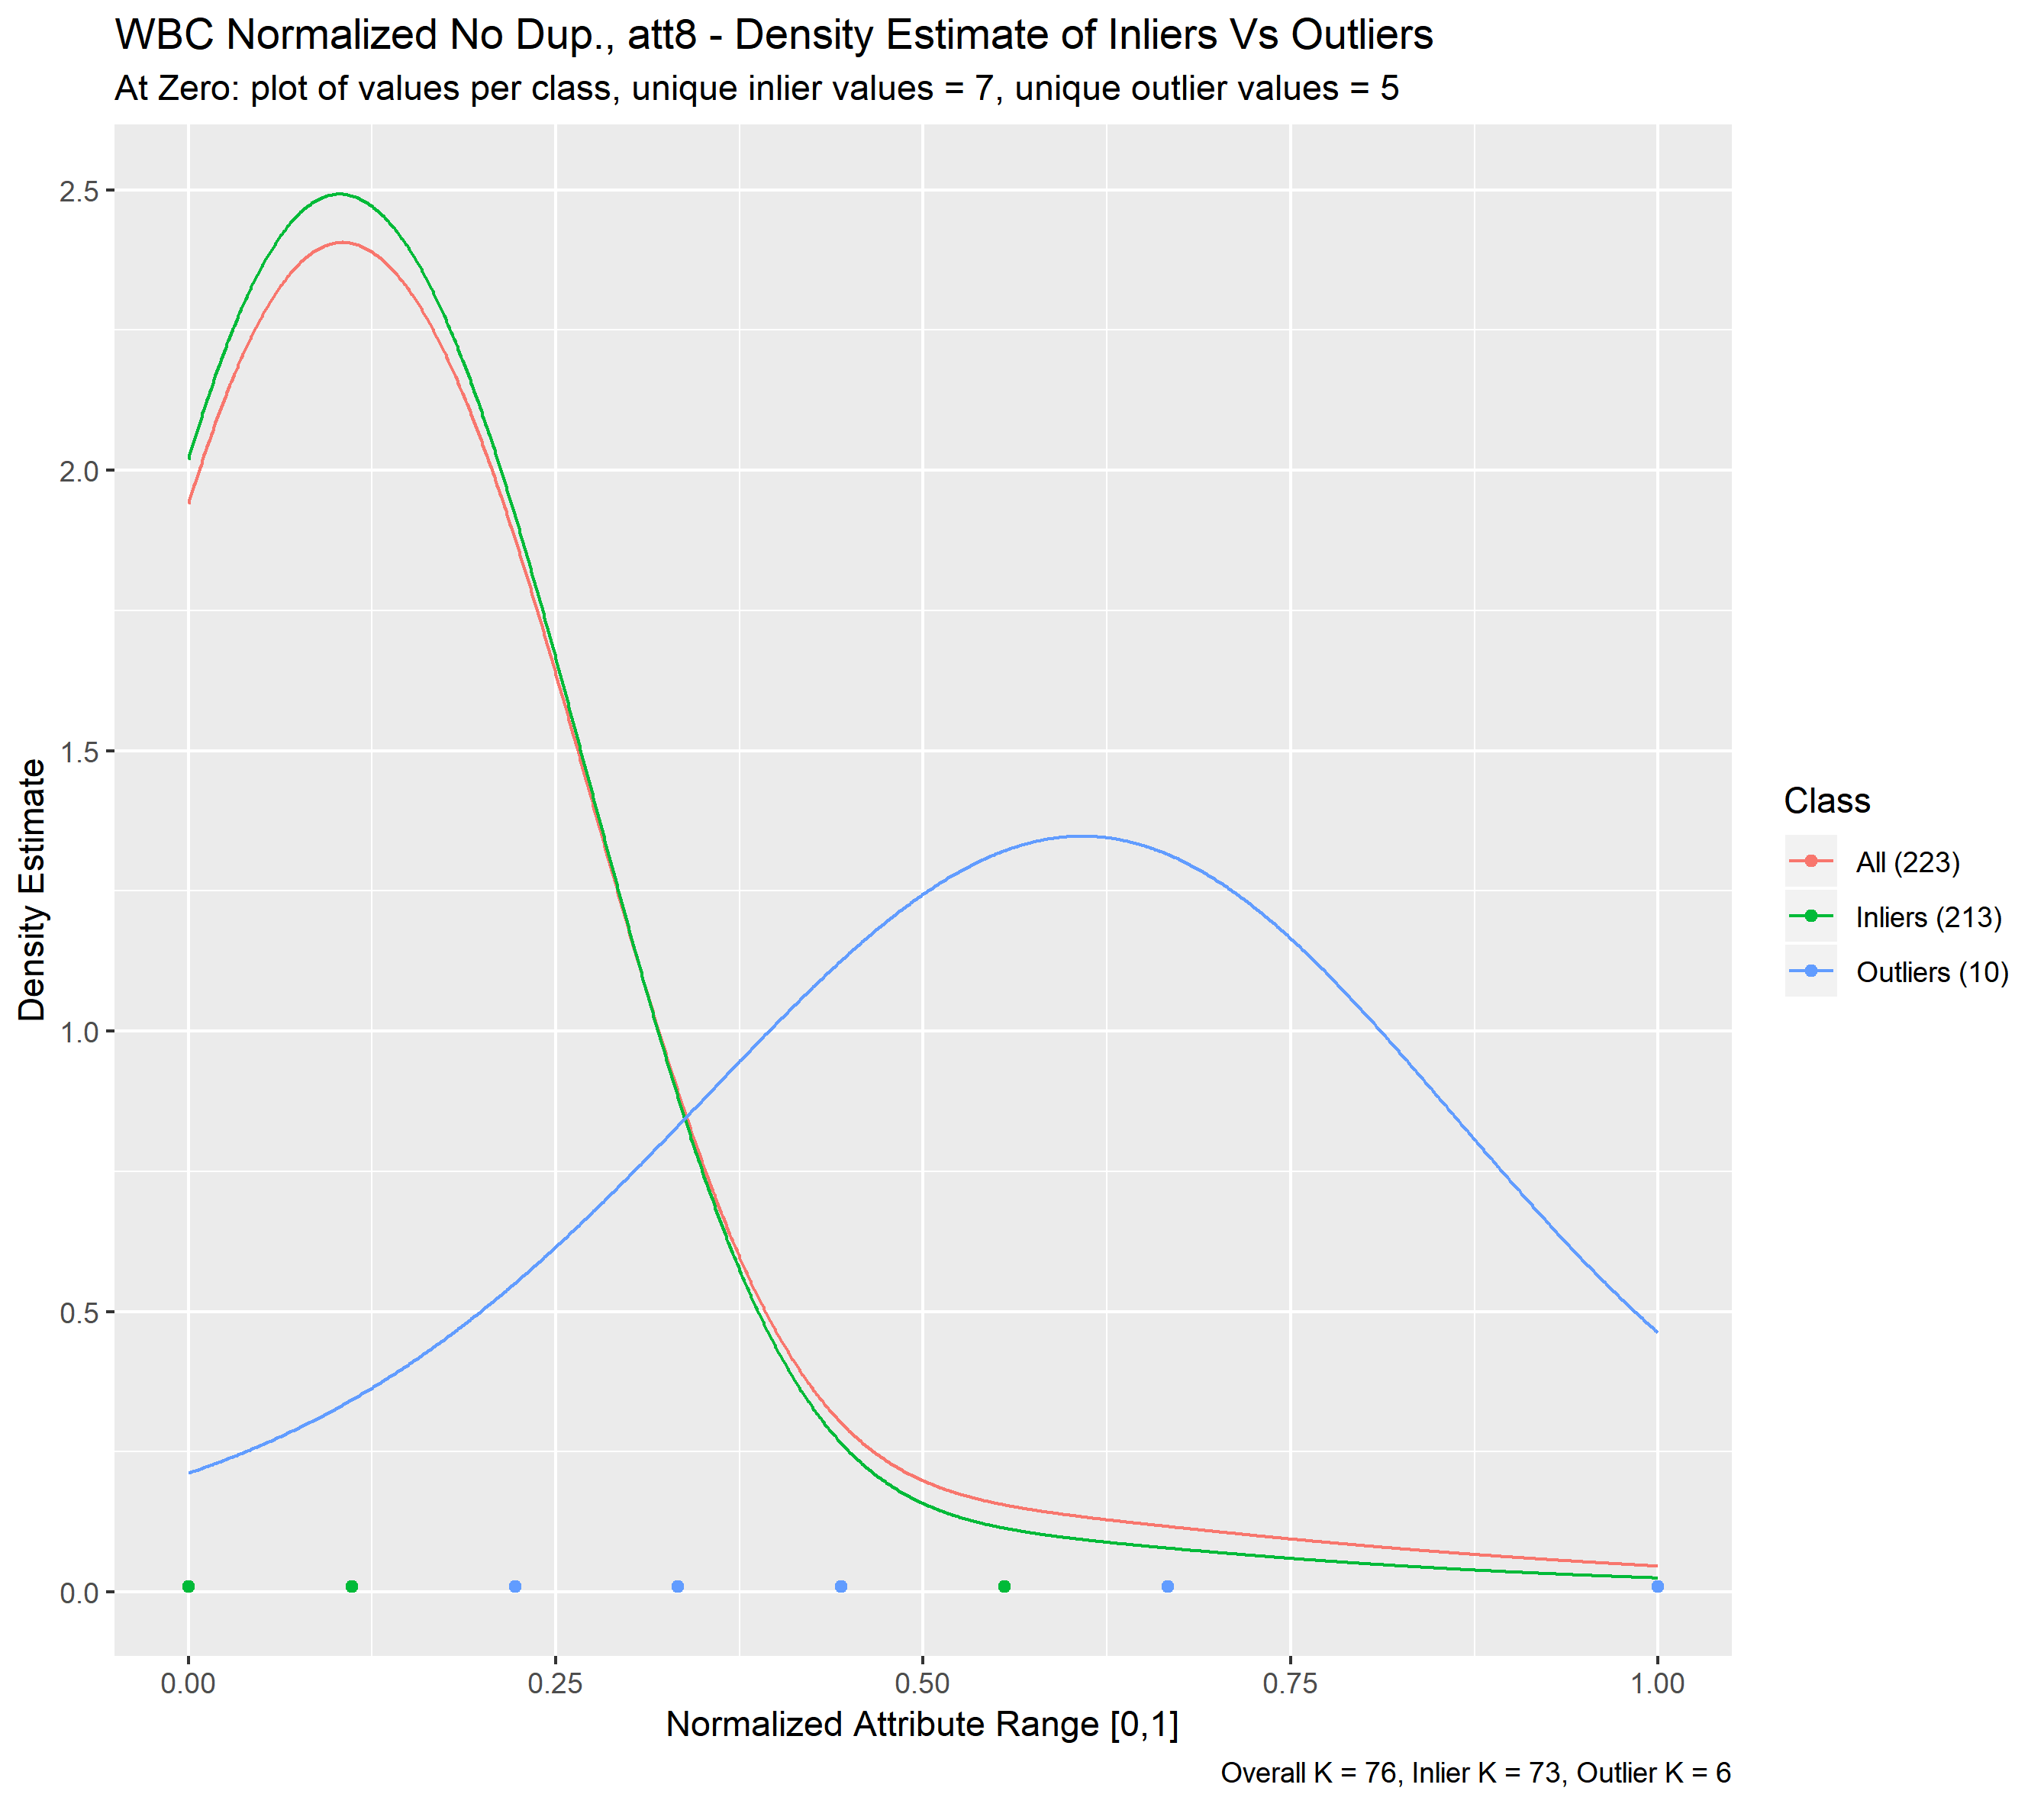 WBC Normalized No Dup., att8 - Density Estimate of Inliers Vs Outliers
At Zero: plot of values per class, unique inlier values = 7, unique outlier values = 5
2.5
2.0
1.5
1.0
0.5
0.0
Density Estimate
0.00 0.25 0.50 0.75 1.00
Normalized Attribute Range [0,1]
Overall K = 76, Inlier K = 73, Outlier K = 6
Class
All (223)
Inliers (213)
Outliers (10)